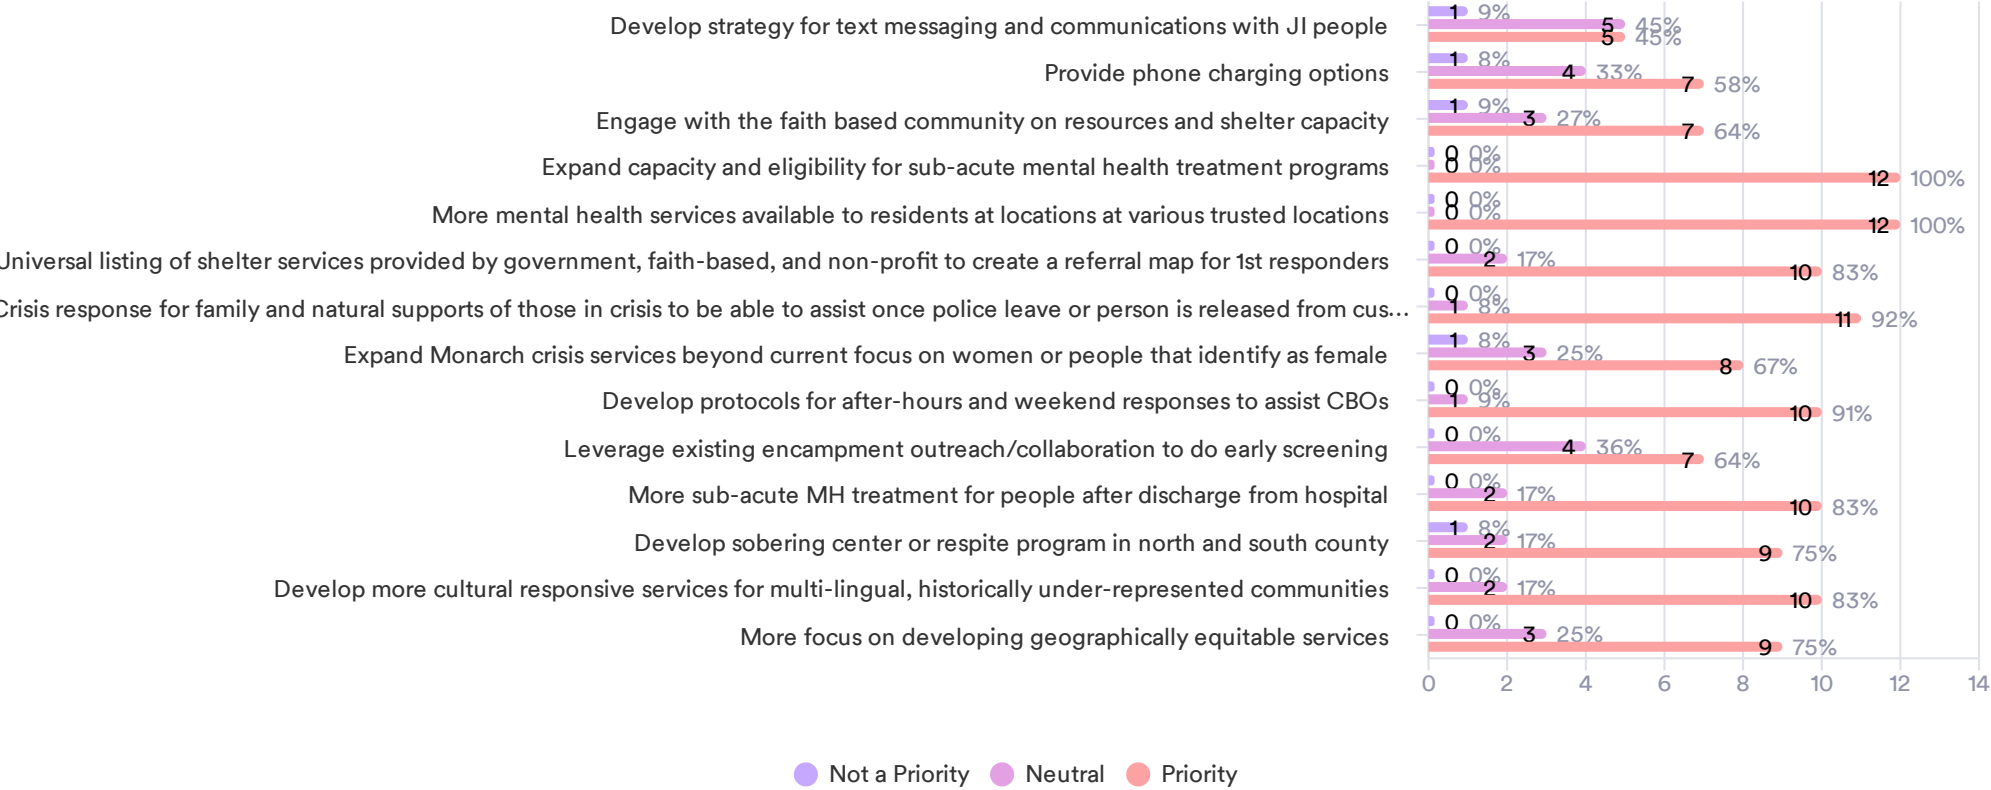 Develop strategy for text messaging and communications with JI people
1 9%
5 45%
5 45%
Provide phone charging options
1 8%
4 33%
7 58%
Engage with the faith based community on resources and shelter capacity
1 9%
3 27%
7 64%
Expand capacity and eligibility for sub-acute mental health treatment programs
0 0%
0 0%
12 100%
More mental health services available to residents at locations at various trusted locations
0 0%
0 0%
12 100%
Universal listing of shelter services provided by government, faith-based, and non-profit to create a referral map for 1st responders
0 0%
2 17%
10 83%
Crisis response for family and natural supports of those in crisis to be able to assist once police leave or person is released from cus...
0 0%
1 8%
11 92%
Expand Monarch crisis services beyond current focus on women or people that identify as female
1 8%
3 25%
8 67%
Develop protocols for after-hours and weekend responses to assist CBOs
0 0%
1 9%
10 91%
Leverage existing encampment outreach/collaboration to do early screening
0 0%
4 36%
7 64%
More sub-acute MH treatment for people after discharge from hospital
0 0%
2 17%
10 83%
Develop sobering center or respite program in north and south county
1 8%
2 17%
9 75%
Develop more cultural responsive services for multi-lingual, historically under-represented communities
0 0%
2 17%
10 83%
More focus on developing geographically equitable services
0 0%
3 25%
9 75%
0 2 4 6 8 10 12 14
Not a Priority Neutral Priority